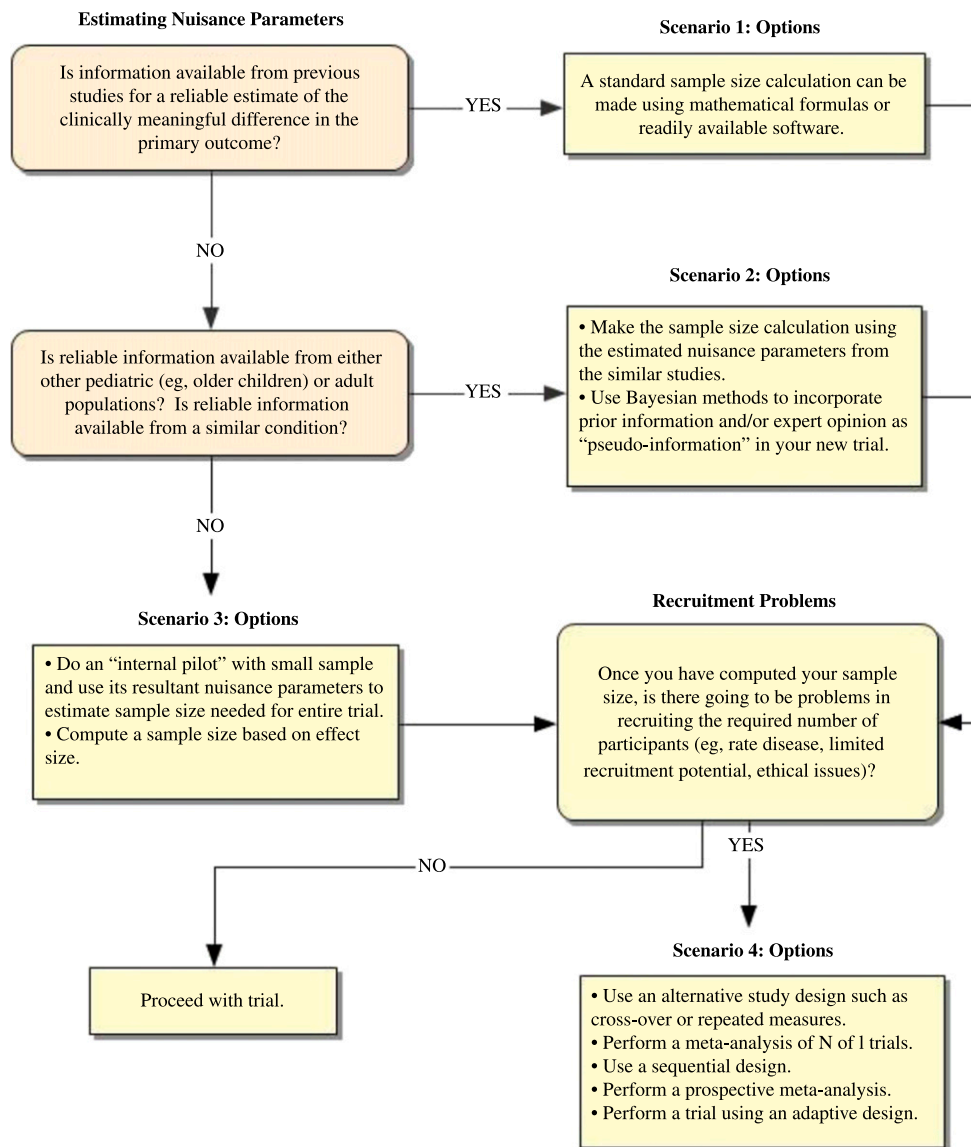 Estimating Nuisance Parameters
Is information available from previous
studies for a reliable estimate of the
clinically meaningful difference in the
primary outcome?
YES
Scenario 1: Options
A standard sample size calculation can be
made using mathematical formulas or
readily available software.
NO
Is reliable information available from either
other pediatric (eg, older children) or adult
populations? Is reliable information
available from a similar condition?
YES
Scenario 2: Options
• Make the sample size calculation using
the estimated nuisance parameters from
the similar studies.
• Use Bayesian methods to incorporate
prior information and/or expert opinion as
“pseudo-information” in your new trial.
NO
Scenario 3: Options
• Do an “internal pilot” with small sample
and use its resultant nuisance parameters to
estimate sample size needed for entire trial.
• Compute a sample size based on effect
size.
Recruitment Problems
Once you have computed your sample
size, is there going to be problems in
recruiting the required number of
participants (eg, rate disease, limited
recruitment potential, ethical issues)?
NO
YES
Proceed with trial.
Scenario 4: Options
• Use an alternative study design such as
cross-over or repeated measures.
• Perform a meta-analysis of N of l trials.
• Use a sequential design.
• Perform a prospective meta-analysis.
• Perform a trial using an adaptive design.